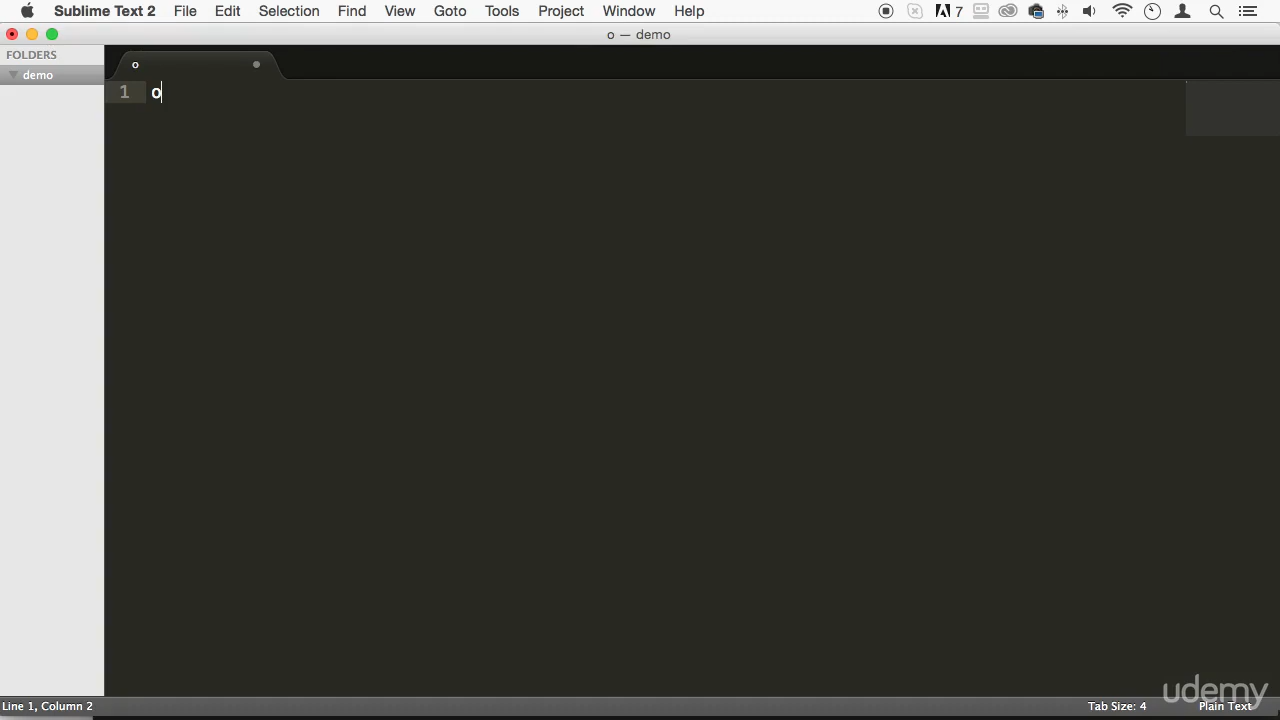 Sublime Text 2 File Edit Selection Find View Goto Tools Project Window Help 7
o — demo
FOLDERS
demo
o
1 o
udemy
Line 1, Column 2 Tab Size: 4 Plain Text